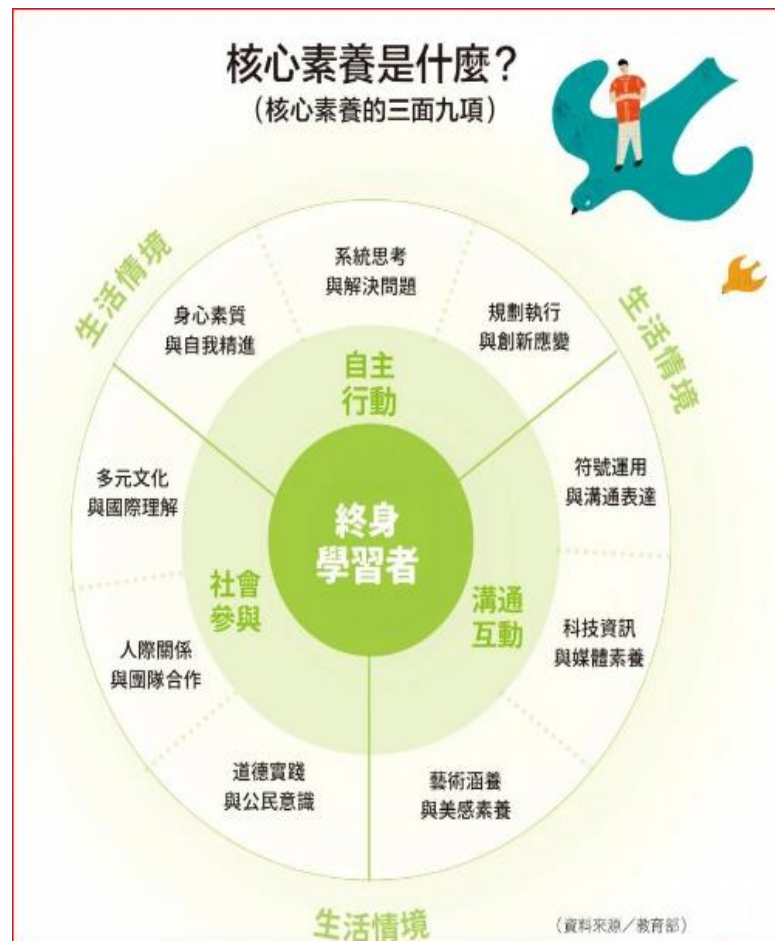 核心素養是什麼？
（核心素養的三面九項）
生活情境
生活情境
系統思考
與解決問題
身心素質
與自我精進
規劃執行
與創新應變
自主
行動
多元文化
與國際理解
符號運用
與溝通表達
終身
學習者
社會
參與
溝通
互動
人際關係
與團隊合作
科技資訊
與媒體素養
道德實踐
與公民意識
藝術涵養
與美感素養
生活情境
（資料來源／教育部）